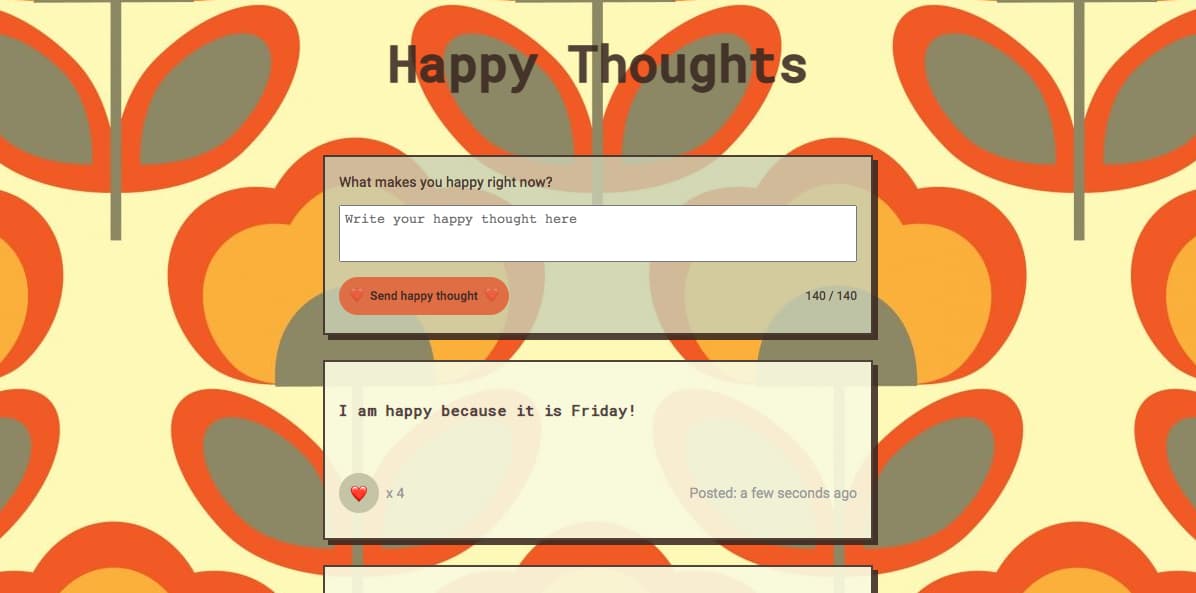 Happy Thoughts
What makes you happy right now?
Write your happy thought here
❤️ Send happy thought ❤️
140 / 140
I am happy because it is Friday!
❤️ x 4
Posted: a few seconds ago